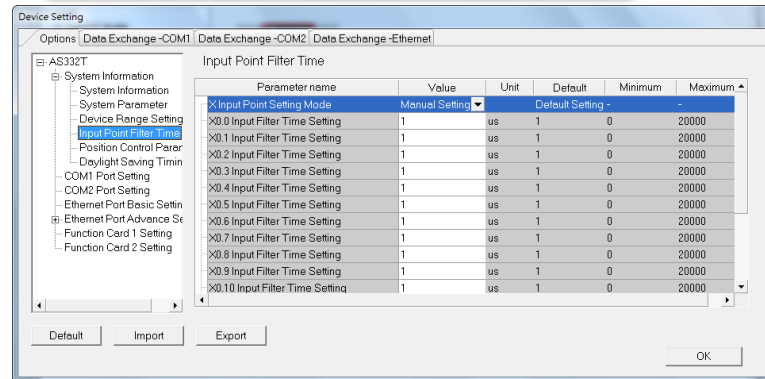 Device Setting
Options Data Exchange -COM1 Data Exchange -COM2 Data Exchange -Ethernet
AS332T
System Information
System Information
System Parameter
Device Range Setting
Input Point Filter Time
Position Control Parar
Daylight Saving Timin
COM1 Port Setting
COM2 Port Setting
Ethernet Port Basic Settin
Ethernet Port Advance Se
Function Card 1 Setting
Function Card 2 Setting
Input Point Filter Time
Parameter name Value Unit Default Minimum Maximum
X Input Point Setting Mode Manual Setting Default Setting - -
X0.0 Input Filter Time Setting 1 us 1 0 20000
X0.1 Input Filter Time Setting 1 us 1 0 20000
X0.2 Input Filter Time Setting 1 us 1 0 20000
X0.3 Input Filter Time Setting 1 us 1 0 20000
X0.4 Input Filter Time Setting 1 us 1 0 20000
X0.5 Input Filter Time Setting 1 us 1 0 20000
X0.6 Input Filter Time Setting 1 us 1 0 20000
X0.7 Input Filter Time Setting 1 us 1 0 20000
X0.8 Input Filter Time Setting 1 us 1 0 20000
X0.9 Input Filter Time Setting 1 us 1 0 20000
X0.10 Input Filter Time Setting 1 us 1 0 20000
Default Import Export
OK